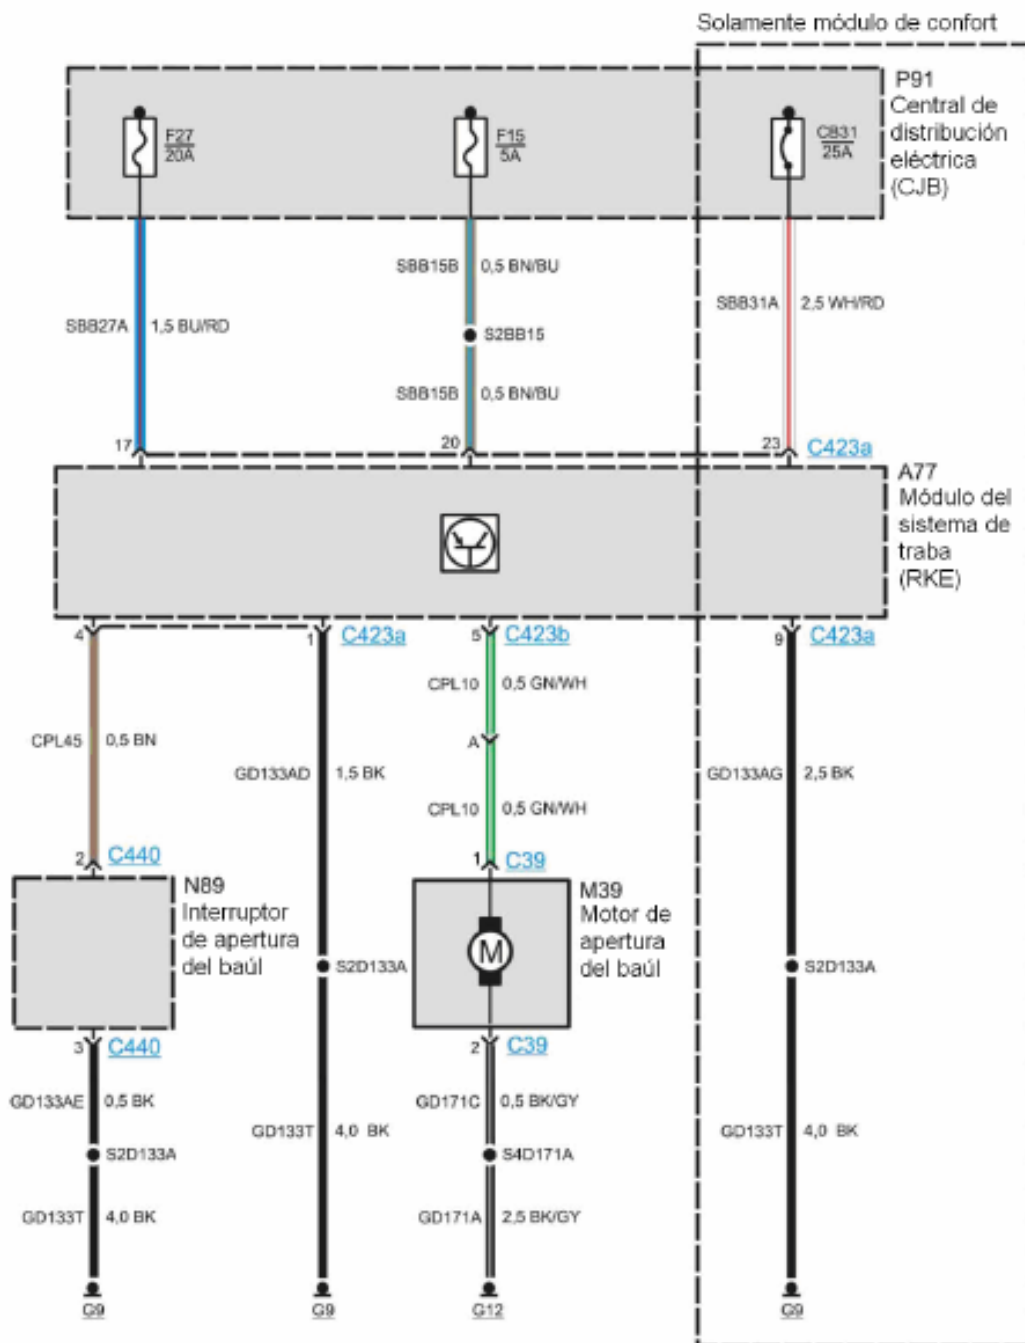 Solamente módulo de confort
P91
Central de
distribución
eléctrica
(CJB)
F27
20A
F15
5A
CB31
25A
SBB15B 0,5 BN/BU
SBB27A 1,5 BU/RD
SBB31A 2,5 WH/RD
S2BB15
SBB15B 0,5 BN/BU
17 20 23 C423a
A77
Módulo del
sistema de
traba
(RKE)
4 1 C423a 5 C423b 9 C423a
CPL10 0,5 GN/WH
CPL45 0,5 BN
A
GD133AD 1,5 BK
GD133AG 2,5 BK
CPL10 0,5 GN/WH
2 C440
1 C39
N89
Interruptor
de apertura
del baúl
M39
Motor de
apertura
del baúl
M
S2D133A
S2D133A
3 C440
2 C39
GD133AE 0,5 BK
GD171C 0,5 BK/GY
GD133T 4,0 BK
GD133T 4,0 BK
S2D133A
S4D171A
GD133T 4,0 BK
GD171A 2,5 BK/GY
G9 G9 G12 G9